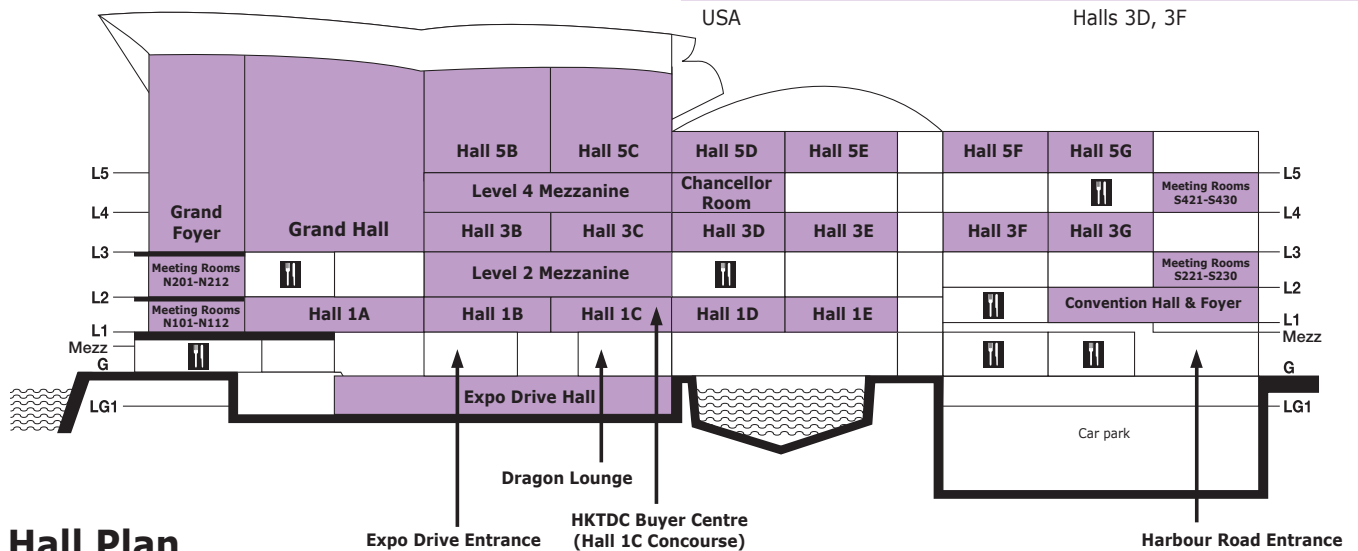 USA
Halls 3D, 3F
Hall 5B
Hall 5C
Hall 5D
Hall 5E
Hall 5F
Hall 5G
L5
L5
Level 4 Mezzanine
Chancellor
Room
Meeting Rooms
S421-S430
L4
L4
Grand
Foyer
Grand Hall
Hall 3B
Hall 3C
Hall 3D
Hall 3E
Hall 3F
Hall 3G
L3
L3
Meeting Rooms
N201-N212
Level 2 Mezzanine
Meeting Rooms
S221-S230
L2
L2
Meeting Rooms
N101-N112
Hall 1A
Hall 1B
Hall 1C
Hall 1D
Hall 1E
Convention Hall & Foyer
L1
L1
Mezz
Mezz
G
G
Expo Drive Hall
LG1
LG1
Car park
Dragon Lounge
HKTDC Buyer Centre
(Hall 1C Concourse)
Expo Drive Entrance
Harbour Road Entrance
Hall Plan